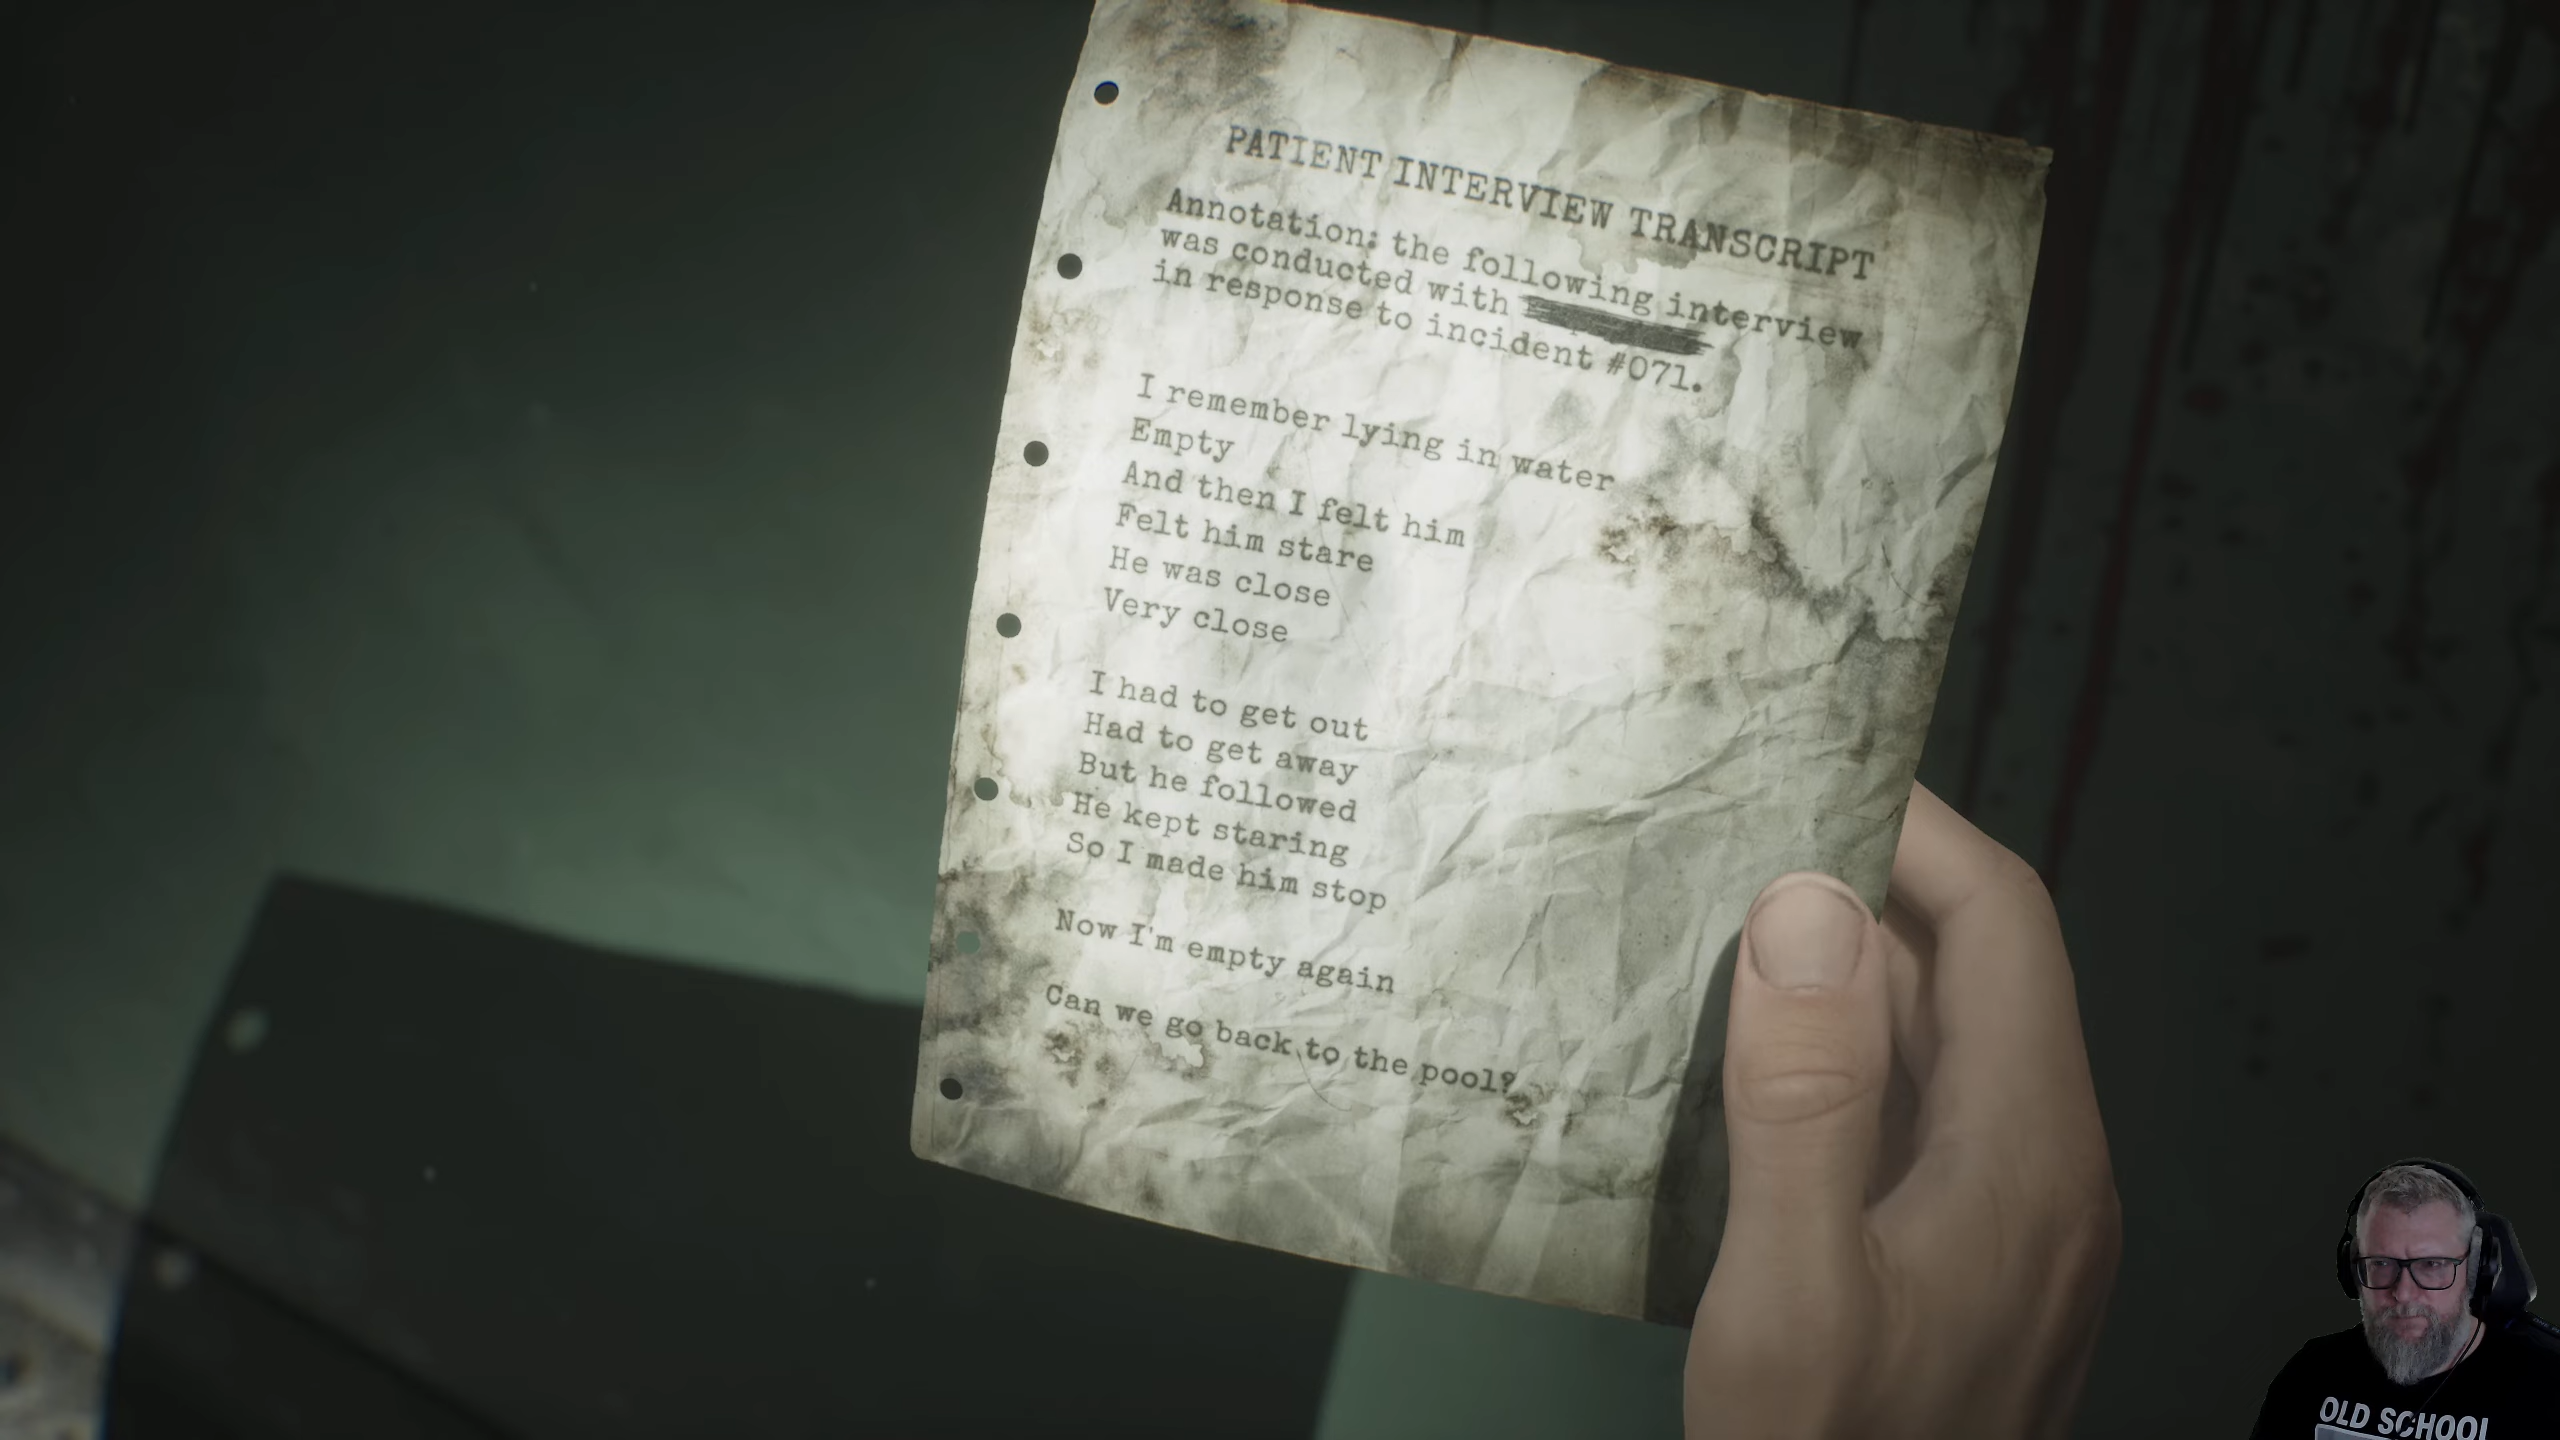 PATIENT INTERVIEW TRANSCRIPT
Annotation: the following interview
was conducted with
in response to incident #071.
I remember lying in water
Empty
And then I felt him
Felt him stare
He was close
Very close
I had to get out
Had to get away
But he followed
He kept staring
So I made him stop
Now I'm empty again
Can we go back to the pool?
OLD SCHOOL